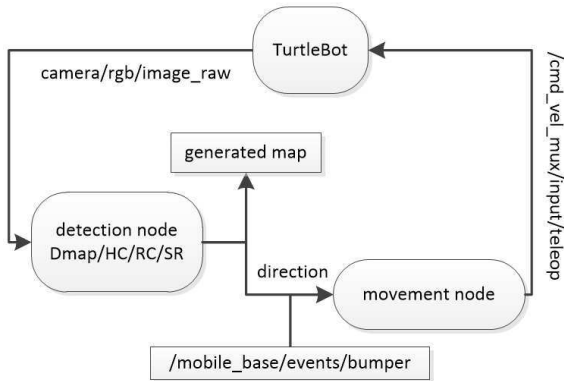 TurtleBot
camera/rgb/image_raw
/cmd_vel_mux/input/teleop
generated map
detection node
Dmap/HC/RC/SR
direction
movement node
/mobile_base/events/bumper